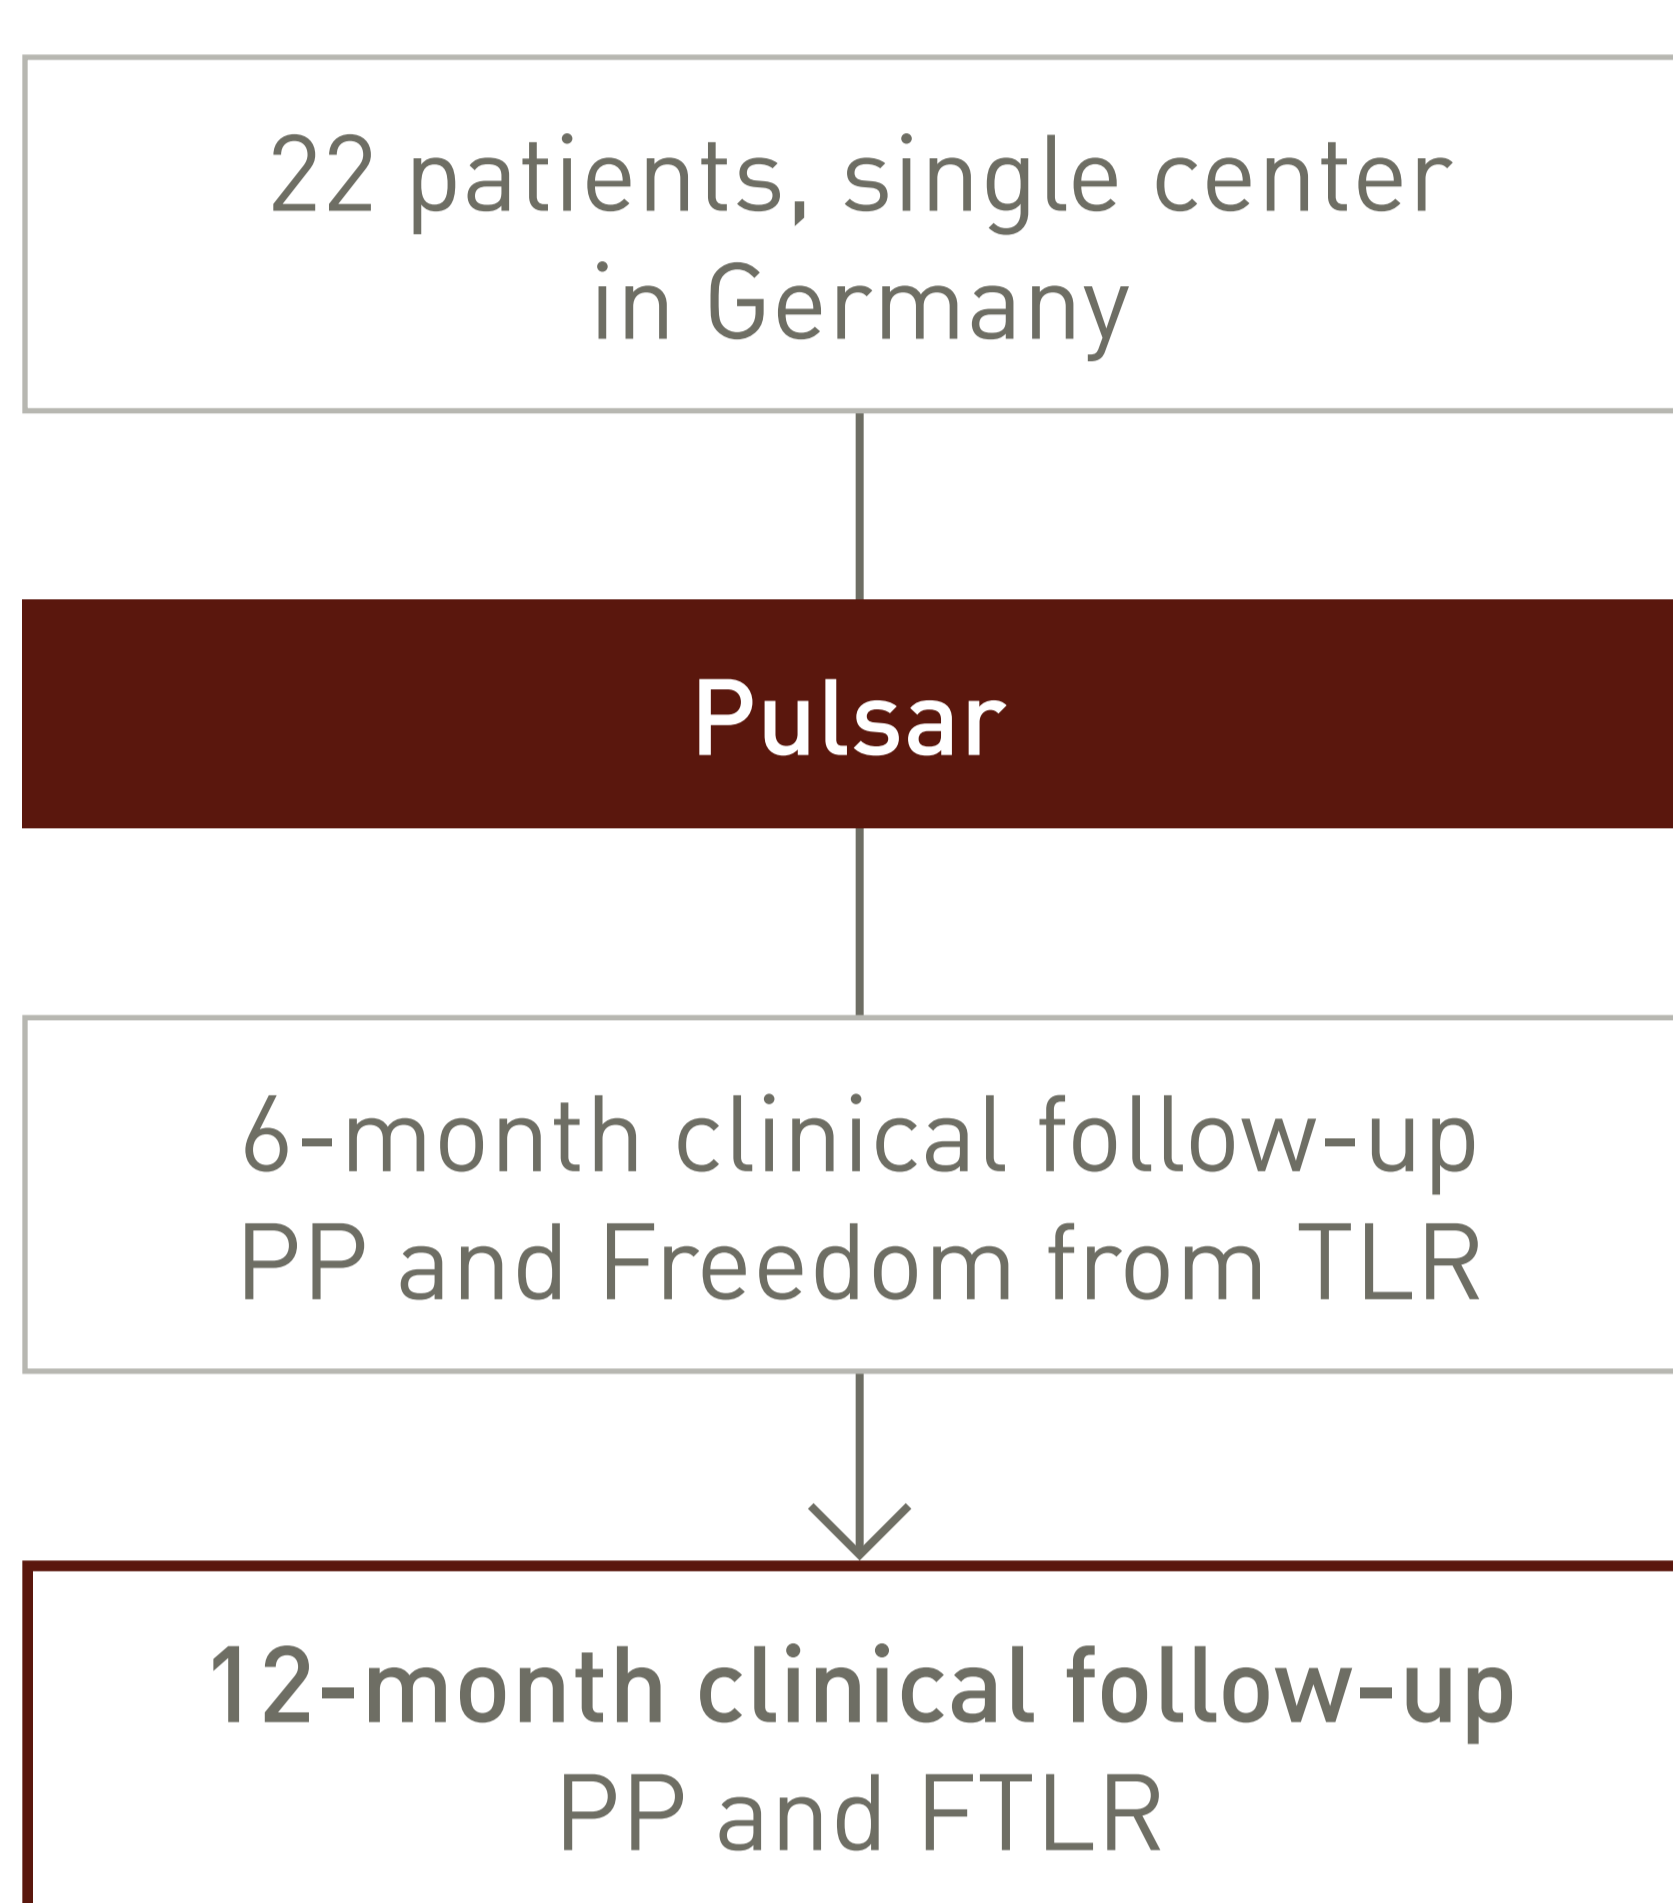 22 patients, single center
in Germany
Pulsar
6-month clinical follow-up
PP and Freedom from TLR
12-month clinical follow-up
PP and FTLR